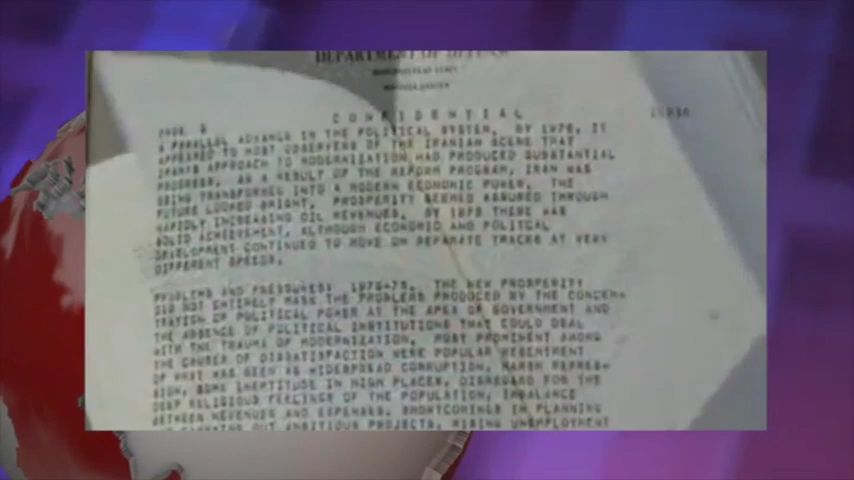 DEPARTMENT OF DEFENSE
CONFIDENTIAL
PAGE 2
A PARALLEL ADVANCE IN THE POLITICAL SYSTEM. BY 1976, IT
APPEARED TO MOST OBSERVERS OF THE IRANIAN SCENE THAT
IRAN'S APPROACH TO MODERNIZATION HAD PRODUCED SUBSTANTIAL
PROGRESS. AS A RESULT OF THE REFORM PROGRAM, IRAN WAS
BEING TRANSFORMED INTO A MODERN ECONOMIC POWER. THE
FUTURE LOOKED BRIGHT. PROSPERITY SEEMED ASSURED THROUGH
RAPIDLY INCREASING OIL REVENUES. BY 1976 THERE WAS
SOLID ACHIEVEMENT, ALTHOUGH ECONOMIC AND POLITCAL
DEVELOPMENT CONTINUED TO MOVE ON SEPARATE TRACKS AT VERY
DIFFERENT SPEEDS.
PROBLEMS AND PRESSURES: 1976-78. THE NEW PROSPERITY
DID NOT ENTIRELY MASK THE PROBLEMS PRODUCED BY THE CONCEN-
TRATION OF POLITICAL POWER AT THE APEX OF GOVERNMENT AND
THE ABSENCE OF POLITICAL INSTITUTIONS THAT COULD DEAL
WITH THE TRAUMA OF MODERNIZATION. MOST PROMINENT AMONG
THE CAUSES OF DISSATISFACTION WERE POPULAR RESENTMENT
OF WHAT WAS SEEN AS WIDESPREAD CORRUPTION, HARSH REPRES-
SION, SOME INEPTITUDE IN HIGH PLACES, DISREGARD FOR THE
DEEP RELIGIOUS FEELINGS OF THE POPULATION, IMBALANCE
BETWEEN REVENUES AND EXPENSES, SHORTCOMINGS IN PLANNING
CARRYING OUT AMBITIOUS PROJECTS, RISING UNEMPLOYMENT